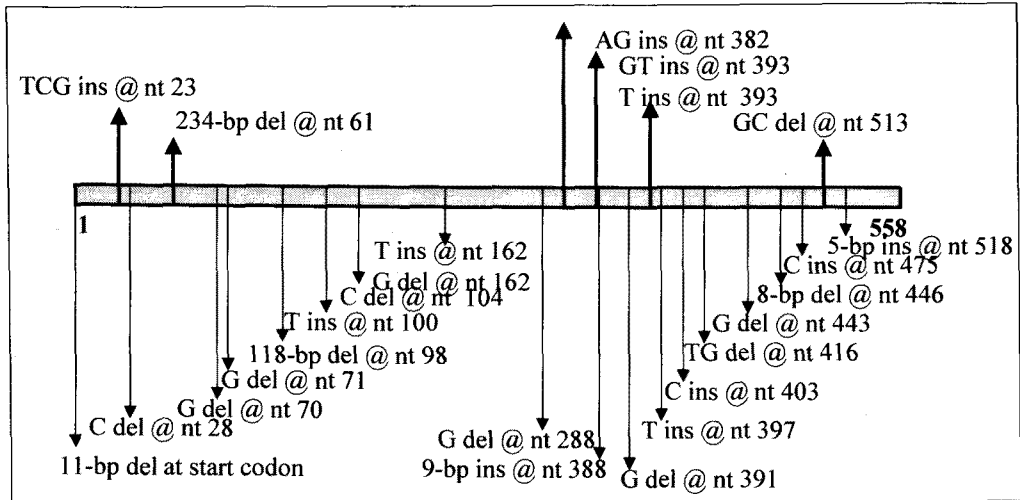 AG ins @ nt 382
TCG ins @ nt 23
GT ins @ nt 393
T ins @ nt 393
234-bp del @ nt 61
GC del @ nt 513
1
558
T ins @ nt 162
5-bp ins @ nt 518
G del @ nt 162
C ins @ nt 475
C del @ nt 104
8-bp del @ nt 446
T ins @ nt 100
G del @ nt 443
118-bp del @ nt 98
TG del @ nt 416
G del @ nt 71
C ins @ nt 403
G del @ nt 70
C del @ nt 28
T ins @ nt 397
G del @ nt 288
11-bp del at start codon
9-bp ins @ nt 388
G del @ nt 391